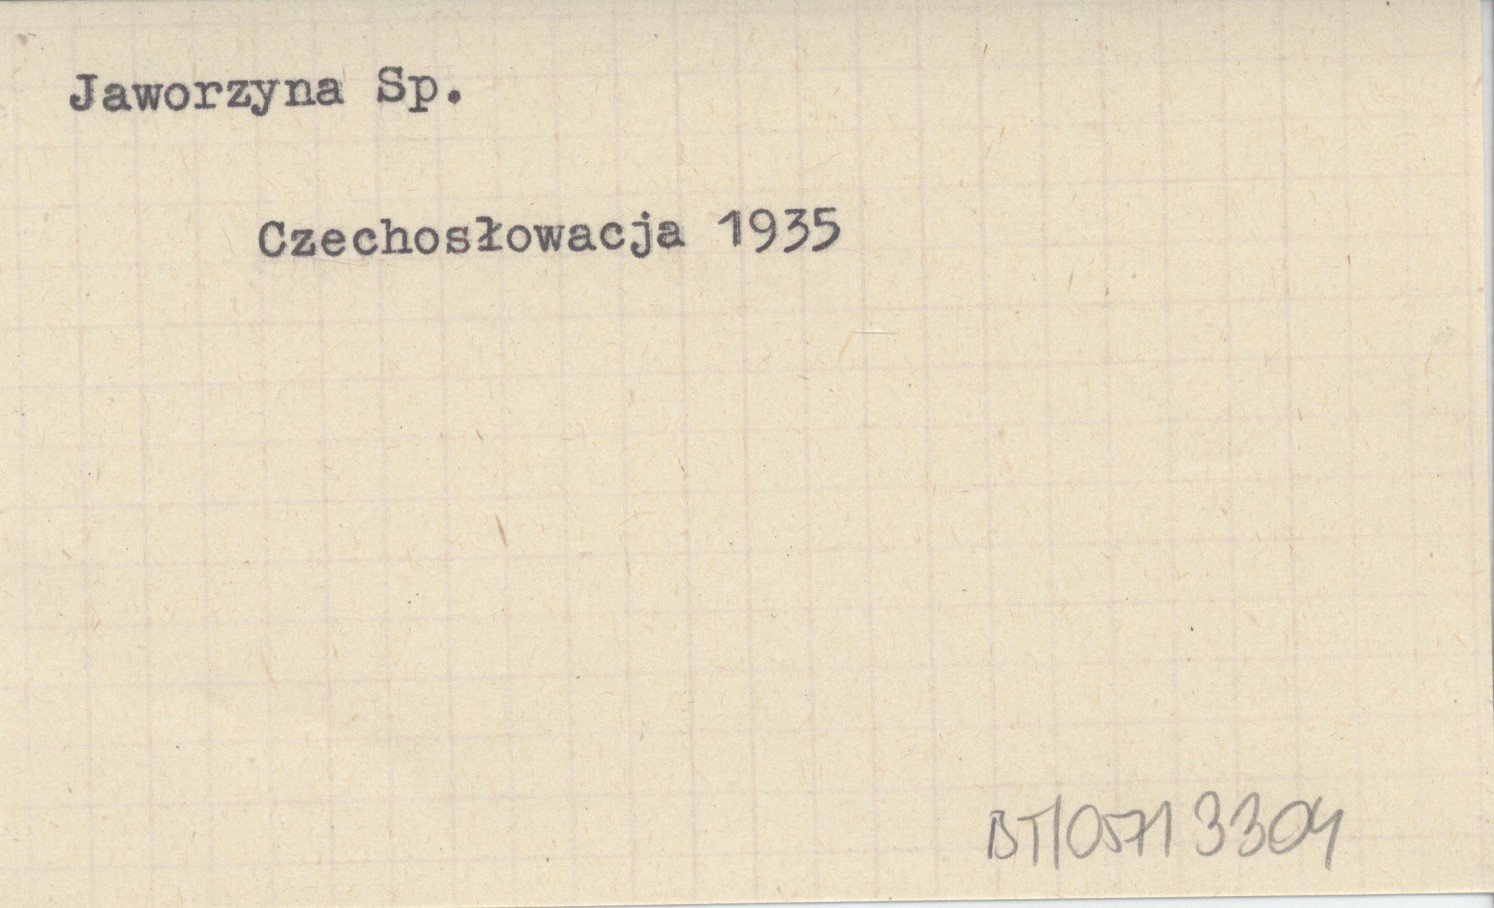 Jaworzyna Sp.
Czechosłowacja 1935
BT/0571 3304